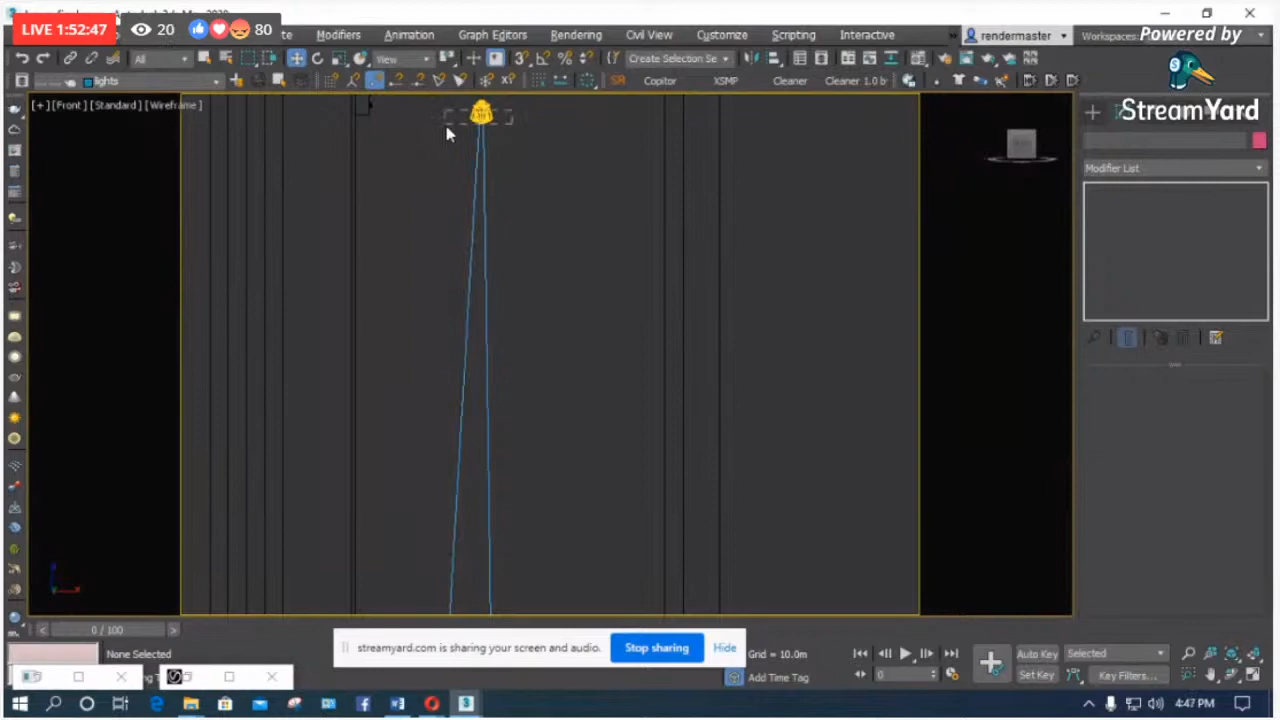 LIVE 1:52:47 20 80
Modifiers Animation Graph Editors Rendering Civil View Customize Scripting Interactive rendermaster Workspaces:
Powered by
StreamYard
All View Create Selection Se
lights Copitor XSMP Cleaner Cleaner 1.0 b
[+] [Front] [Standard] [Wireframe]
Modifier List
0 / 100
streamyard.com is sharing your screen and audio. Stop sharing Hide
None Selected Grid = 10.0m Auto Key Selected
0 Add Time Tag Set Key Key Filters...
4:47 PM